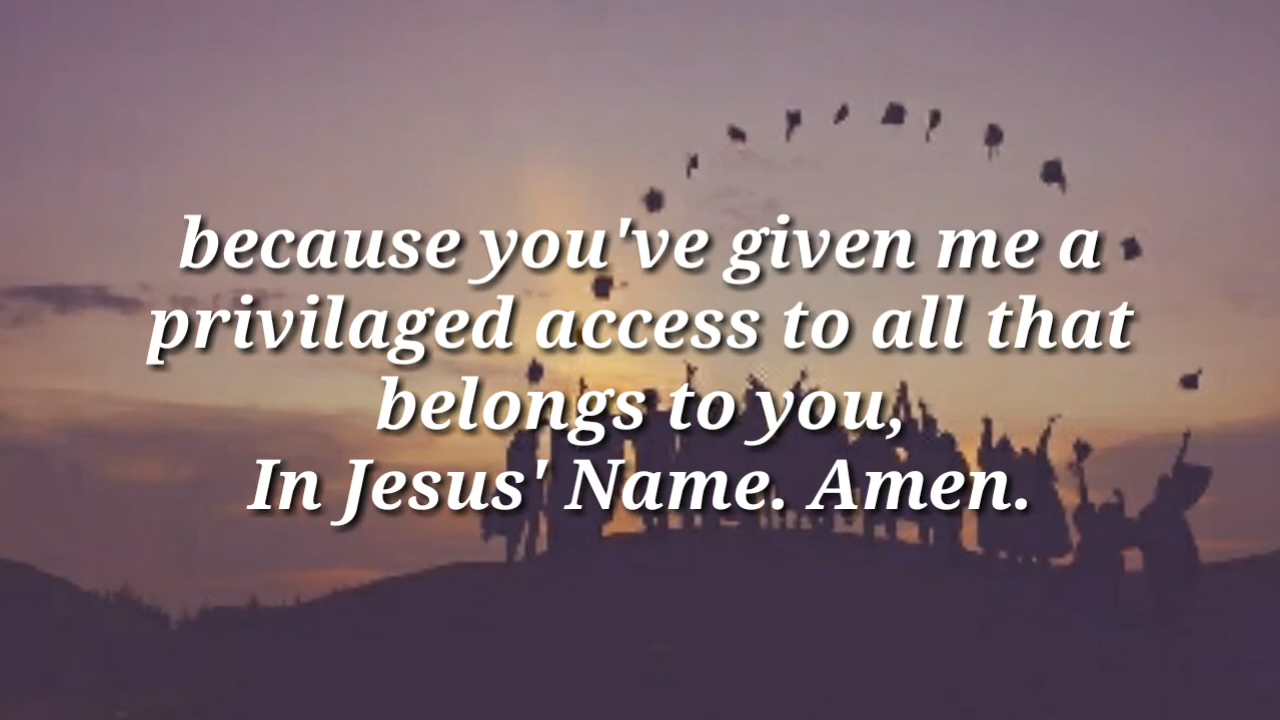 because you've given me a
privilaged access to all that
belongs to you,
In Jesus' Name. Amen.